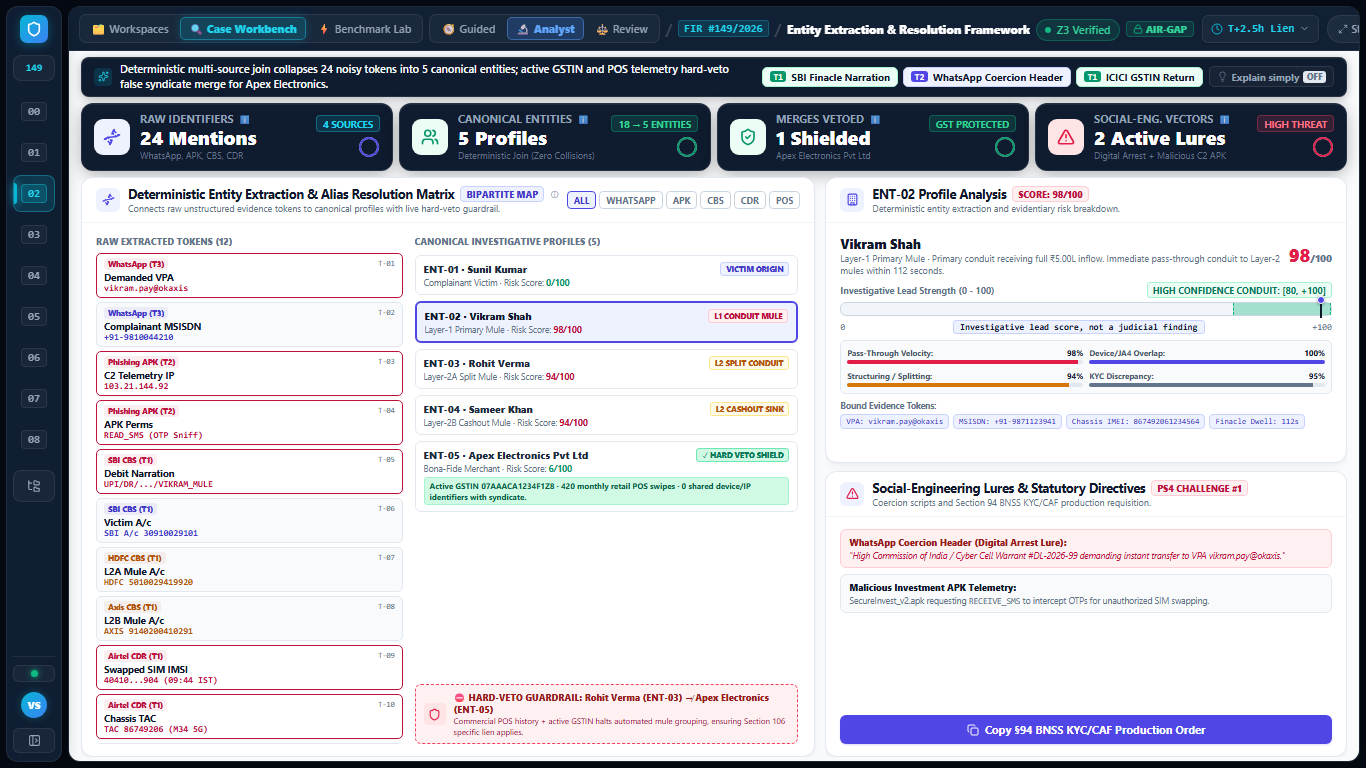 Workspaces
Case Workbench
Benchmark Lab
Guided
Analyst
Review
/
FIR #149/2026
/
Entity Extraction & Resolution Framework
Z3 Verified
AIR-GAP
T+2.5h Lien
149
00
01
02
03
04
05
06
07
08
VS
Deterministic multi-source join collapses 24 noisy tokens into 5 canonical entities; active GSTIN and POS telemetry hard-veto
false syndicate merge for Apex Electronics.
T1 SBI Finacle Narration
T2 WhatsApp Coercion Header
T1 ICICI GSTIN Return
Explain simply OFF
RAW IDENTIFIERS
4 SOURCES
24 Mentions
WhatsApp, APK, CBS, CDR
CANONICAL ENTITIES
18 → 5 ENTITIES
5 Profiles
Deterministic Join (Zero Collisions)
MERGES VETOED
GST PROTECTED
1 Shielded
Apex Electronics Pvt Ltd
SOCIAL-ENG. VECTORS
HIGH THREAT
2 Active Lures
Digital Arrest + Malicious C2 APK
Deterministic Entity Extraction & Alias Resolution Matrix
BIPARTITE MAP
Connects raw unstructured evidence tokens to canonical profiles with live hard-veto guardrail.
ALL
WHATSAPP
APK
CBS
CDR
POS
RAW EXTRACTED TOKENS (12)
WhatsApp (T3) T-01
Demanded VPA
vikram.pay@okaxis
WhatsApp (T3) T-02
Complainant MSISDN
+91-9810044210
Phishing APK (T2) T-03
C2 Telemetry IP
103.21.144.92
Phishing APK (T2) T-04
APK Perms
READ_SMS (OTP Sniff)
SBI CBS (T1) T-05
Debit Narration
UPI/DR/.../VIKRAM_MULE
SBI CBS (T1) T-06
Victim A/c
SBI A/c 30910029101
HDFC CBS (T1) T-07
L2A Mule A/c
HDFC 5010029419920
Axis CBS (T1) T-08
L2B Mule A/c
AXIS 9140200410291
Airtel CDR (T1) T-09
Swapped SIM IMSI
40410...904 (09:44 IST)
Airtel CDR (T1) T-10
Chassis TAC
TAC 86749206 (M34 5G)
CANONICAL INVESTIGATIVE PROFILES (5)
ENT-01 • Sunil Kumar
VICTIM ORIGIN
Complainant Victim · Risk Score: 0/100
ENT-02 • Vikram Shah
L1 CONDUIT MULE
Layer-1 Primary Mule · Risk Score: 98/100
ENT-03 • Rohit Verma
L2 SPLIT CONDUIT
Layer-2A Split Mule · Risk Score: 94/100
ENT-04 • Sameer Khan
L2 CASHOUT SINK
Layer-2B Cashout Mule · Risk Score: 94/100
ENT-05 • Apex Electronics Pvt Ltd
✓ HARD VETO SHIELD
Bona-Fide Merchant · Risk Score: 6/100
Active GSTIN 07AAACA1234F1Z8 · 420 monthly retail POS swipes · 0 shared device/IP
identifiers with syndicate.
⛔ HARD-VETO GUARDRAIL: Rohit Verma (ENT-03) ↛ Apex Electronics
(ENT-05)
Commercial POS history + active GSTIN halts automated mule grouping, ensuring Section 106
specific lien applies.
ENT-02 Profile Analysis
SCORE: 98/100
Deterministic entity extraction and evidentiary risk breakdown.
Vikram Shah
Layer-1 Primary Mule · Primary conduit receiving full ₹5.00L inflow. Immediate pass-through conduit to Layer-2
mules within 112 seconds.
98/100
Investigative Lead Strength (0 - 100)
HIGH CONFIDENCE CONDUIT: [80, +100]
0
Investigative lead score, not a judicial finding
+100
Pass-Through Velocity: 98%
Device/JA4 Overlap: 100%
Structuring / Splitting: 94%
KYC Discrepancy: 95%
Bound Evidence Tokens:
VPA: vikram.pay@okaxis
MSISDN: +91-9871123941
Chassis IMEI: 867492061234564
Finacle Dwell: 112s
Social-Engineering Lures & Statutory Directives
PS4 CHALLENGE #1
Coercion scripts and Section 94 BNSS KYC/CAF production requisition.
WhatsApp Coercion Header (Digital Arrest Lure):
"High Commission of India / Cyber Cell Warrant #DL-2026-99 demanding instant transfer to VPA vikram.pay@okaxis."
Malicious Investment APK Telemetry:
SecureInvest_v2.apk requesting RECEIVE_SMS to intercept OTPs for unauthorized SIM swapping.
Copy §94 BNSS KYC/CAF Production Order